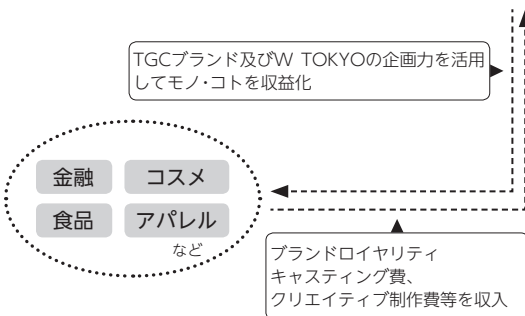 TGCブランド及びW TOKYOの企画力を活用
してモノ・コトを収益化
金融 コスメ
食品 アパレル
など
ブランドロイヤリティ
キャスティング費、
クリエイティブ制作費等を収入